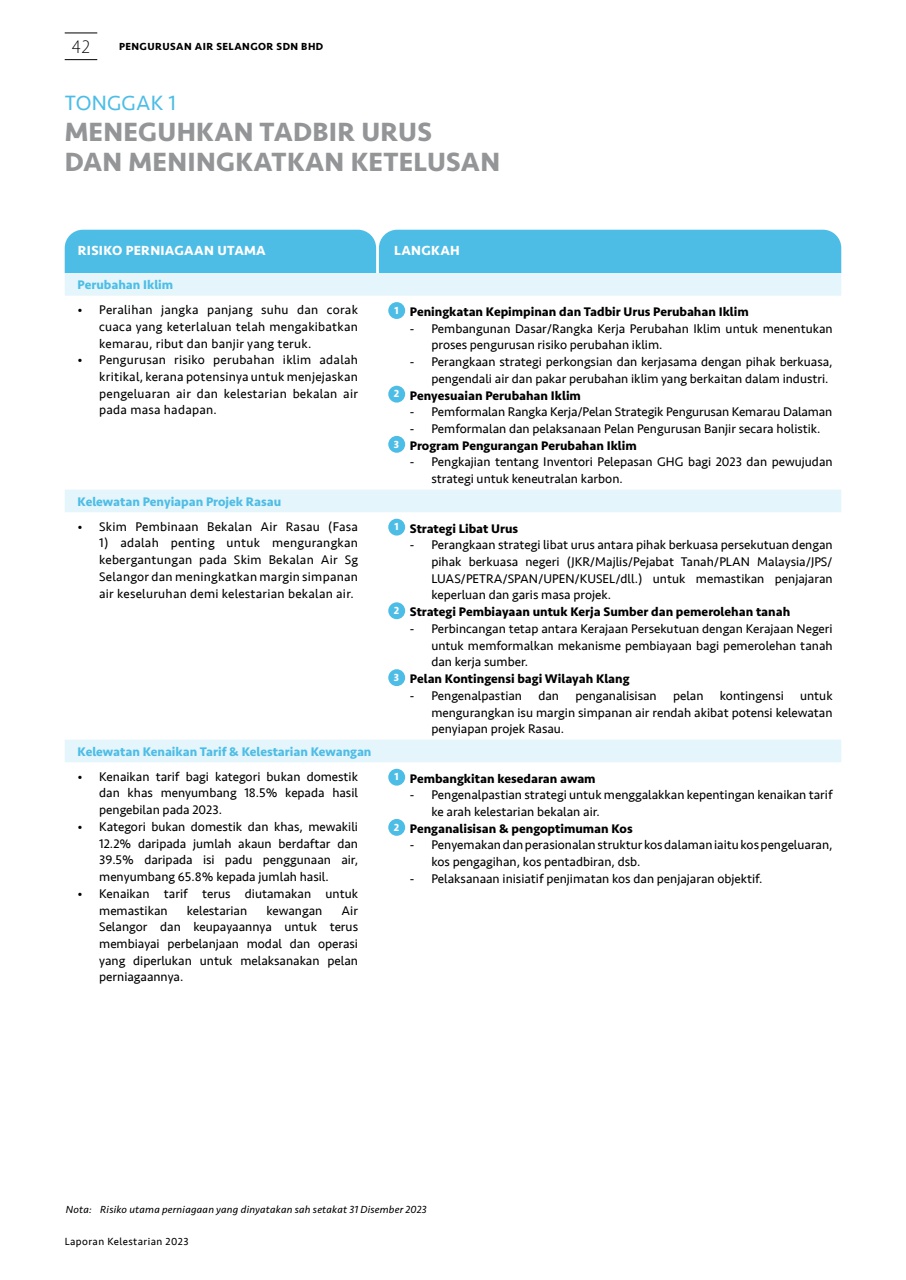 42
PENGURUSAN AIR SELANGOR SDN BHD
TONGGAK 1
MENEGUHKAN TADBIR URUS
DAN MENINGKATKAN KETELUSAN
RISIKO PERNIAGAAN UTAMA
LANGKAH
Perubahan Iklim
• Peralihan jangka panjang suhu dan corak
cuaca yang keterlaluan telah mengakibatkan
kemarau, ribut dan banjir yang teruk.
• Pengurusan risiko perubahan iklim adalah
kritikal, kerana potensinya untuk menjejaskan
pengeluaran air dan kelestarian bekalan air
pada masa hadapan.
1 Peningkatan Kepimpinan dan Tadbir Urus Perubahan Iklim
- Pembangunan Dasar/Rangka Kerja Perubahan Iklim untuk menentukan
proses pengurusan risiko perubahan iklim.
- Perangkaan strategi perkongsian dan kerjasama dengan pihak berkuasa,
pengendali air dan pakar perubahan iklim yang berkaitan dalam industri.
2 Penyesuaian Perubahan Iklim
- Pemformalan Rangka Kerja/Pelan Strategik Pengurusan Kemarau Dalaman
- Pemformalan dan pelaksanaan Pelan Pengurusan Banjir secara holistik.
3 Program Pengurangan Perubahan Iklim
- Pengkajian tentang Inventori Pelepasan GHG bagi 2023 dan pewujudan
strategi untuk keneutralan karbon.
Kelewatan Penyiapan Projek Rasau
• Skim Pembinaan Bekalan Air Rasau (Fasa
1) adalah penting untuk mengurangkan
kebergantungan pada Skim Bekalan Air Sg
Selangor dan meningkatkan margin simpanan
air keseluruhan demi kelestarian bekalan air.
1 Strategi Libat Urus
- Perangkaan strategi libat urus antara pihak berkuasa persekutuan dengan
pihak berkuasa negeri (JKR/Majlis/Pejabat Tanah/PLAN Malaysia/JPS/
LUAS/PETRA/SPAN/UPEN/KUSEL/dll.) untuk memastikan penjajaran
keperluan dan garis masa projek.
2 Strategi Pembiayaan untuk Kerja Sumber dan pemerolehan tanah
- Perbincangan tetap antara Kerajaan Persekutuan dengan Kerajaan Negeri
untuk memformalkan mekanisme pembiayaan bagi pemerolehan tanah
dan kerja sumber.
3 Pelan Kontingensi bagi Wilayah Klang
- Pengenalpastian dan penganalisisan pelan kontingensi untuk
mengurangkan isu margin simpanan air rendah akibat potensi kelewatan
penyiapan projek Rasau.
Kelewatan Kenaikan Tarif & Kelestarian Kewangan
• Kenaikan tarif bagi kategori bukan domestik
dan khas menyumbang 18.5% kepada hasil
pengebilan pada 2023.
• Kategori bukan domestik dan khas, mewakili
12.2% daripada jumlah akaun berdaftar dan
39.5% daripada isi padu penggunaan air,
menyumbang 65.8% kepada jumlah hasil.
• Kenaikan tarif terus diutamakan untuk
memastikan kelestarian kewangan Air
Selangor dan keupayaannya untuk terus
membiayai perbelanjaan modal dan operasi
yang diperlukan untuk melaksanakan pelan
perniagaannya.
1 Pembangkitan kesedaran awam
- Pengenalpastian strategi untuk menggalakkan kepentingan kenaikan tarif
ke arah kelestarian bekalan air.
2 Penganalisisan & pengoptimuman Kos
- Penyemakan dan perasionalan struktur kos dalaman iaitu kos pengeluaran,
kos pengagihan, kos pentadbiran, dsb.
- Pelaksanaan inisiatif penjimatan kos dan penjajaran objektif.
Nota: Risiko utama perniagaan yang dinyatakan sah setakat 31 Disember 2023
Laporan Kelestarian 2023